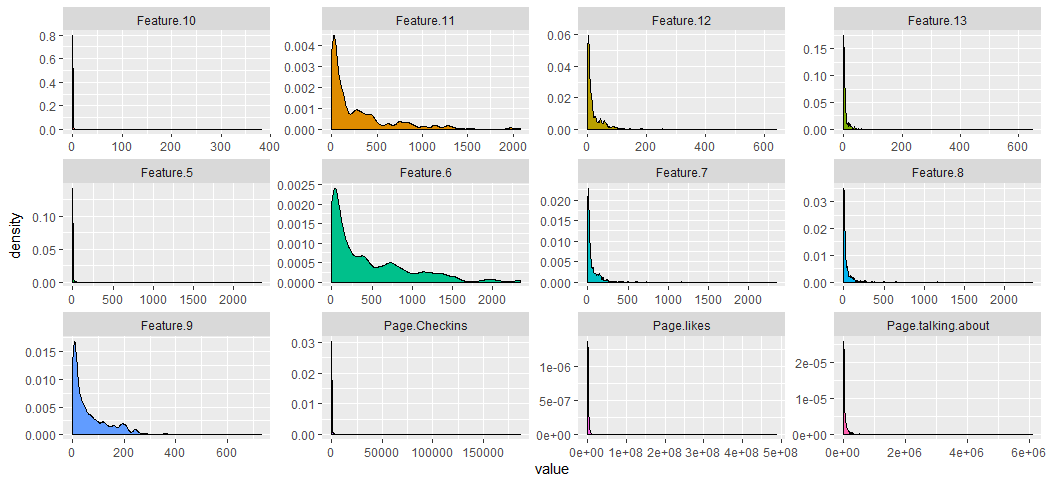 Feature.10 Feature.11 Feature.12 Feature.13
0.8 0.6 0.4 0.2 0.0
0 100 200 300 400
0.004 0.003 0.002 0.001 0.000
0 500 1000 1500 2000
0.06 0.04 0.02 0.00
0 200 400 600
0.15 0.10 0.05 0.00
0 200 400 600
Feature.5 Feature.6 Feature.7 Feature.8
0.10 0.05 0.00
0 500 1000 1500 2000
0.0025 0.0020 0.0015 0.0010 0.0005 0.0000
0 500 1000 1500 2000
0.020 0.015 0.010 0.005 0.000
0 500 1000 1500 2000
0.03 0.02 0.01 0.00
0 500 1000 1500 2000
density
Feature.9 Page.Checkins Page.likes Page.talking.about
0.015 0.010 0.005 0.000
0 200 400 600
0.03 0.02 0.01 0.00
0 50000 100000 150000
1e-06 5e-07 0e+00
0e+00 1e+08 2e+08 3e+08 4e+08 5e+08
2e-05 1e-05 0e+00
0e+00 2e+06 4e+06 6e+06
value